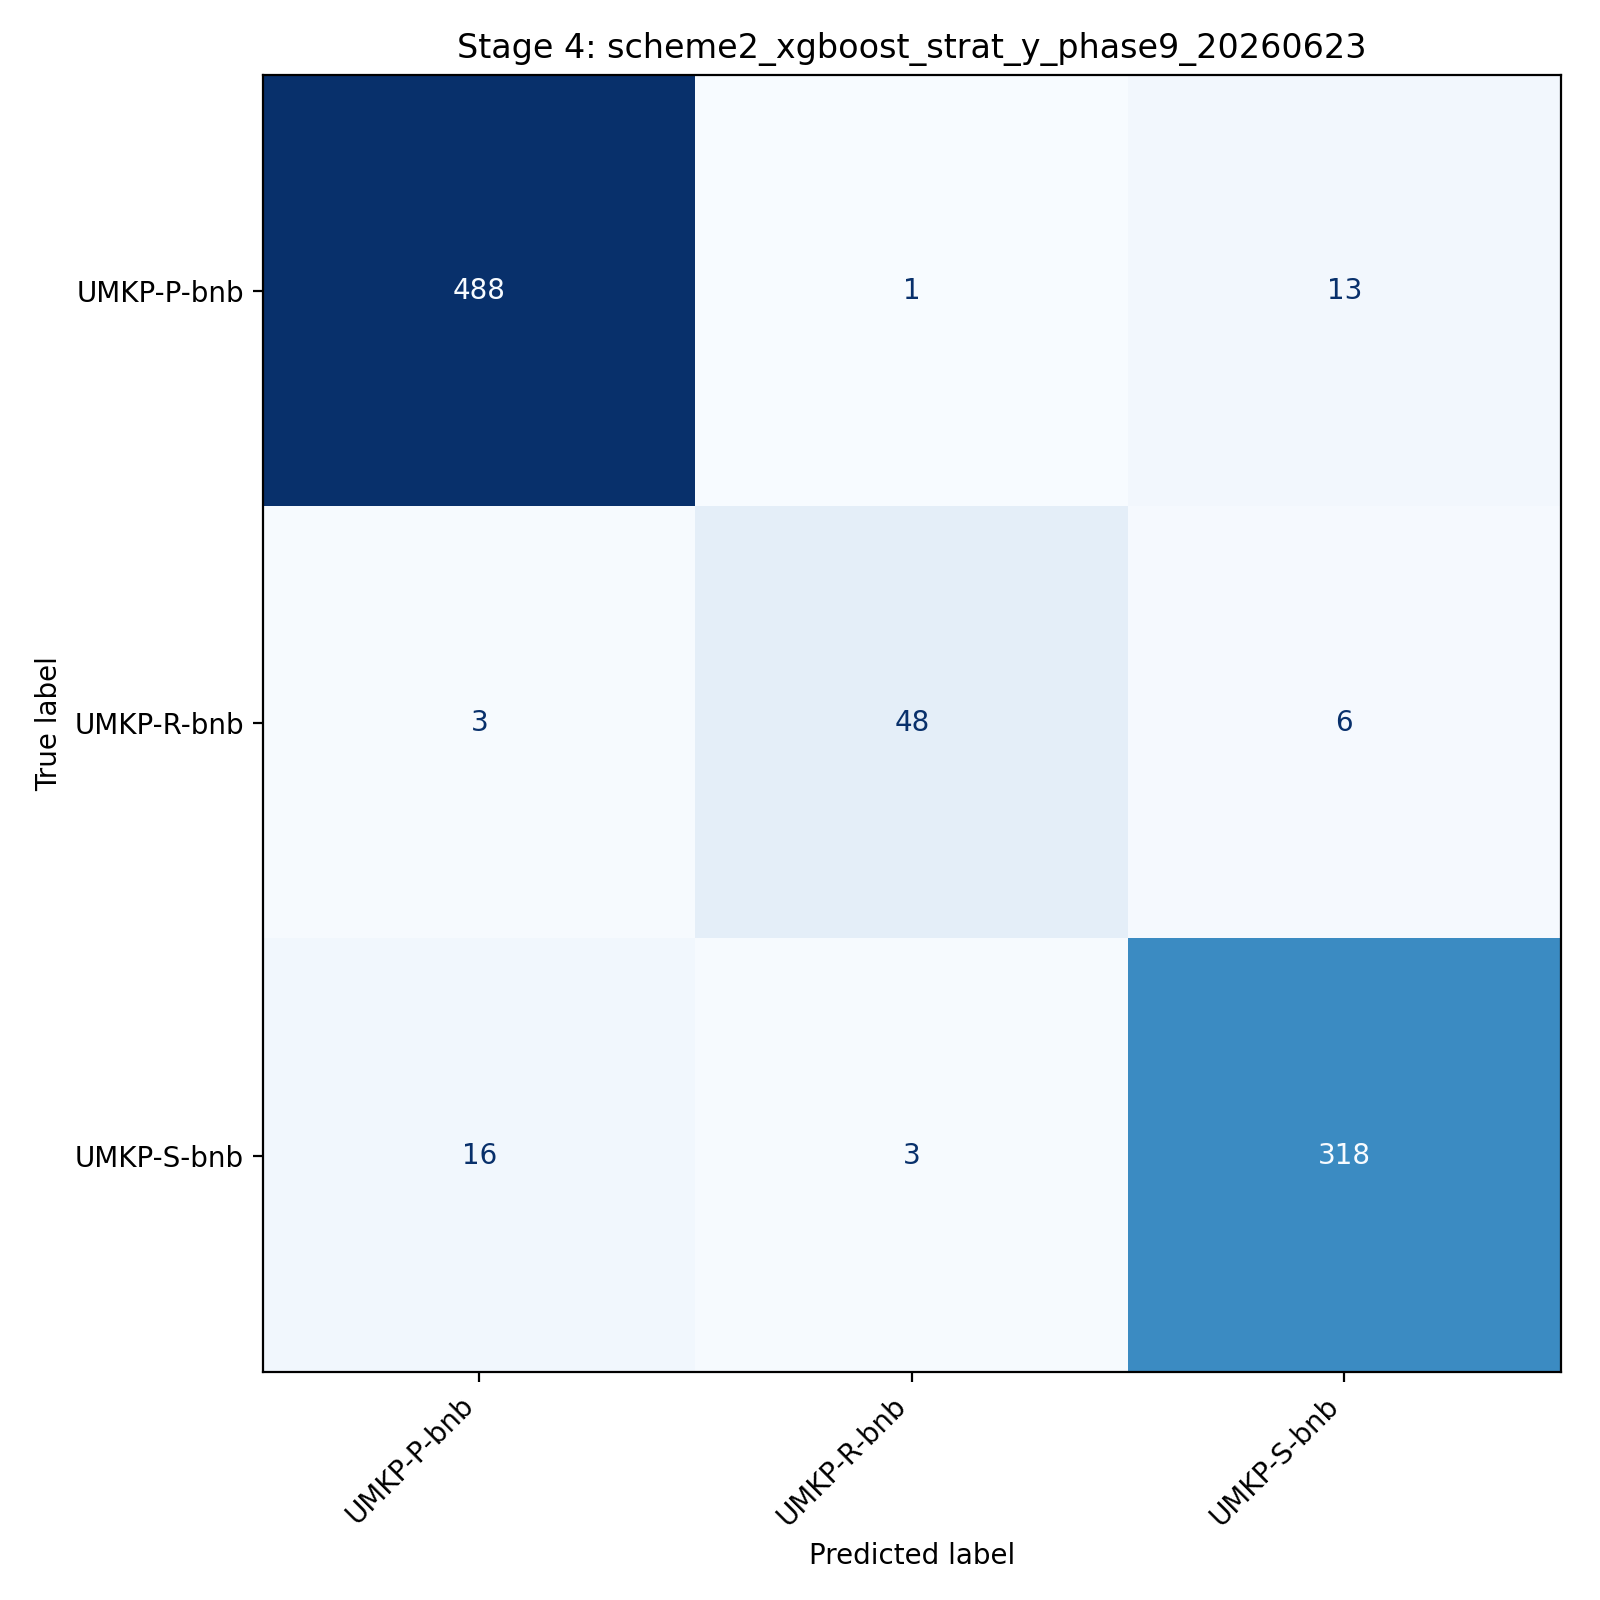 Stage 4: scheme2_xgboost_strat_y_phase9_20260623
True label
UMKP-P-bnb
488
1
13
UMKP-R-bnb
3
48
6
UMKP-S-bnb
16
3
318
UMKP-P-bnb
UMKP-R-bnb
UMKP-S-bnb
Predicted label